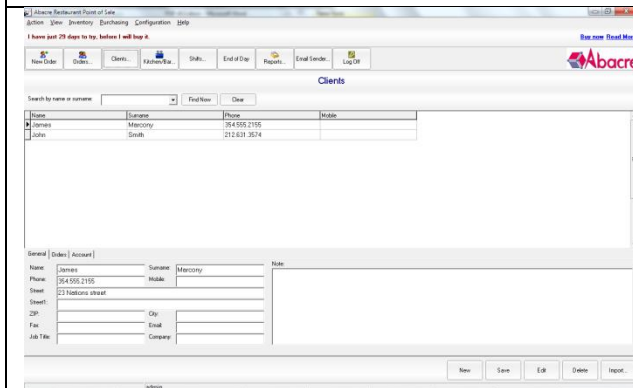 Abacre Restaurant Point of Sale
Action View Inventory Purchasing Configuration Help
I have just 29 days to try, before I will buy it.
Buy now Read More
New Order Orders... Clients... Kitchen/Bar... Shifts... End of Day Reports... Email Sender... Log Off
Abacre
Clients
Search by name or surname: Find Now Clear
Name Surname Phone Mobile
James Mercony 354.555.2155
John Smith 212.631.3574
General Orders Account
Name: James Surname: Mercony Note
Phone: 354.555.2155 Mobile:
Street: 23 Nations street
Street1:
ZIP: City:
Fax: Email:
Job Title: Company:
New Save Edit Delete Import...
admin